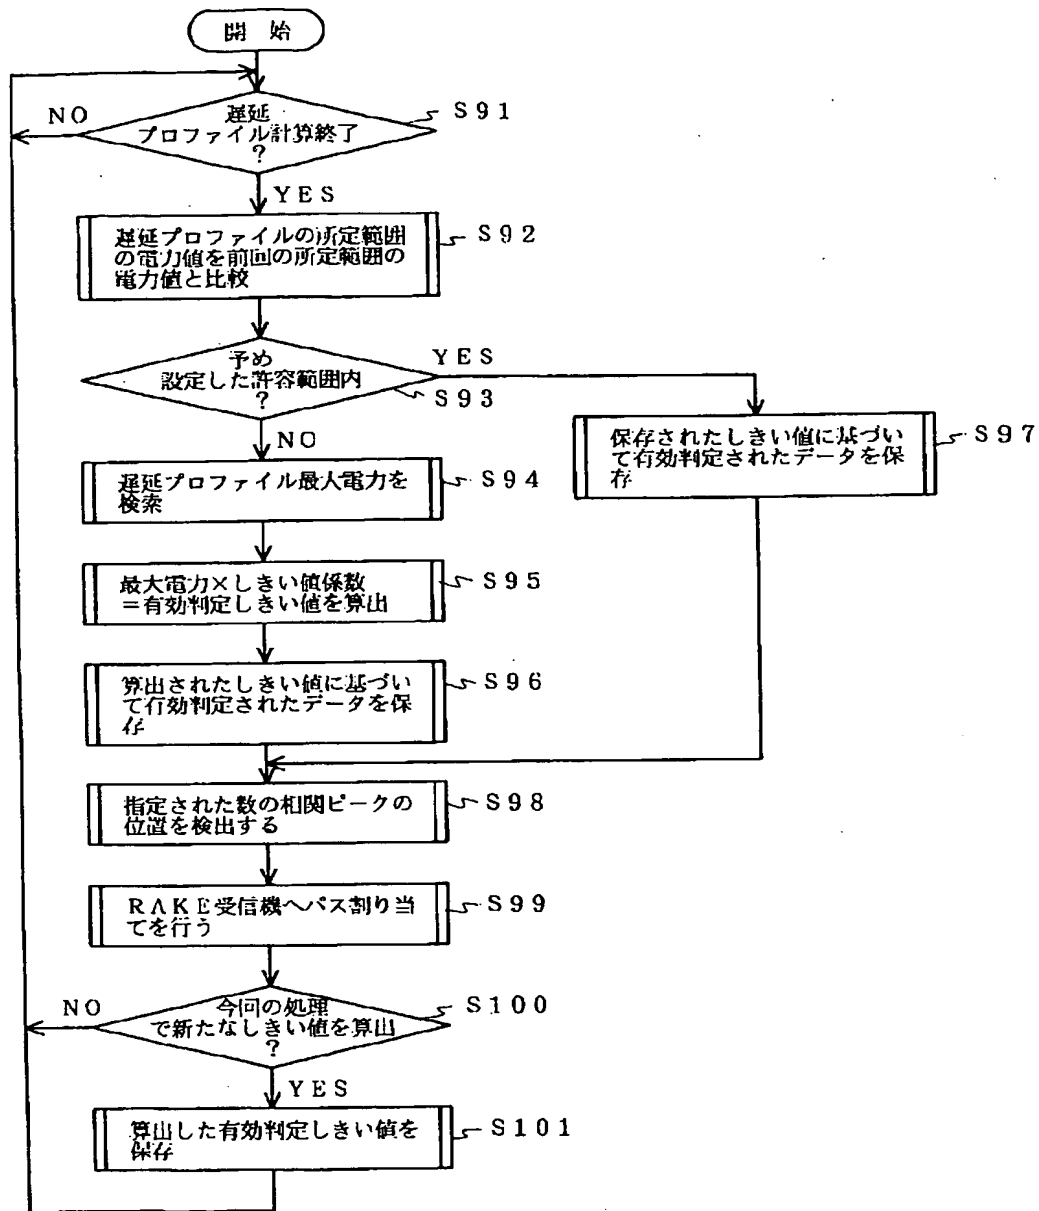 開 始
NO
遅延
プロファイル計算終了
?
S91
YES
遅延プロファイルの所定範囲
の電力値を前回の所定範囲の
電力値と比較
S92
予め
設定した許容範囲内
?
YES
S93
NO
保存されたしきい値に基づい
て有効判定されたデータを保
存
S97
遅延プロファイル最大電力を
検索
S94
最大電力×しきい値係数
=有効判定しきい値を算出
S95
算出されたしきい値に基づい
て有効判定されたデータを保
存
S96
指定された数の相関ピークの
位置を検出する
S98
RAKE受信機へパス割り当
てを行う
S99
NO
今回の処理
で新たなしきい値を算出
?
S100
YES
算出した有効判定しきい値を
保存
S101